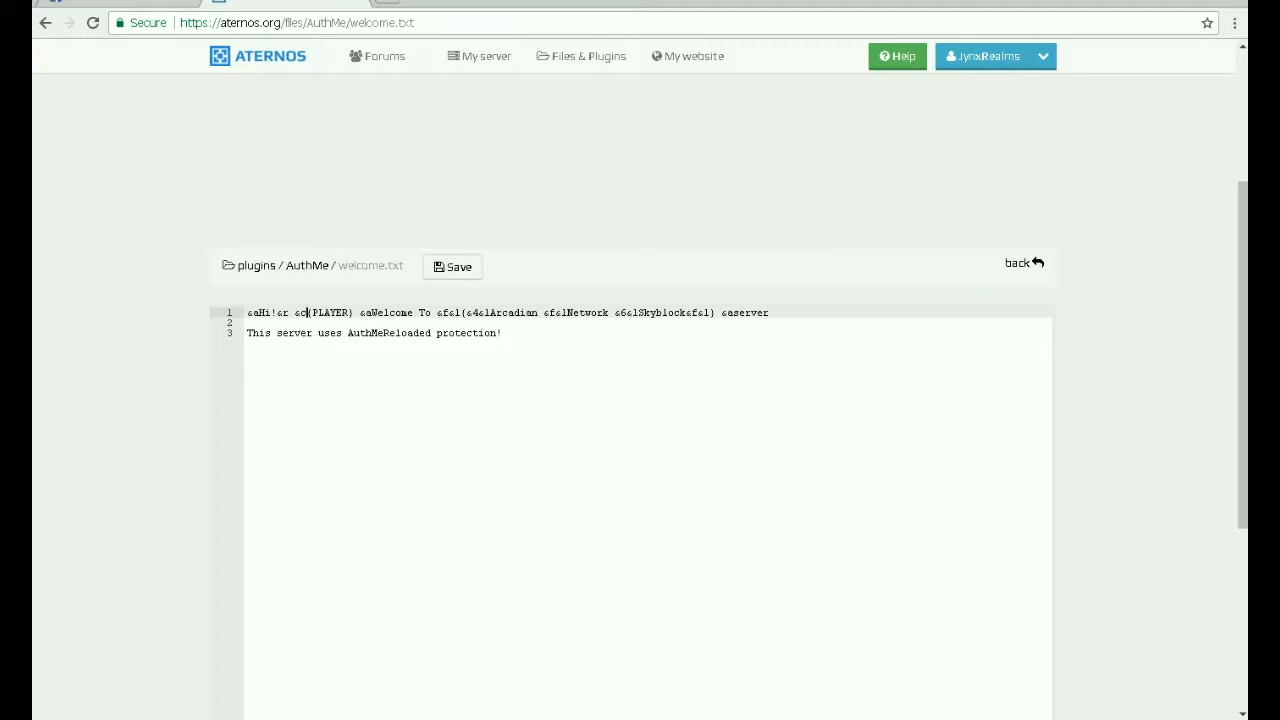 Secure https://aternos.org/files/AuthMe/welcome.txt
ATERNOS Forums My server Files & Plugins My website Help JynxRealms
plugins / AuthMe / welcome.txt Save back
1 &aHi!&r &c{PLAYER} &aWelcome To &f&l{&4&lArcadian &f&lNetwork &6&lSkyblock&f&l} &aserver
2
3 This server uses AuthMeReloaded protection!